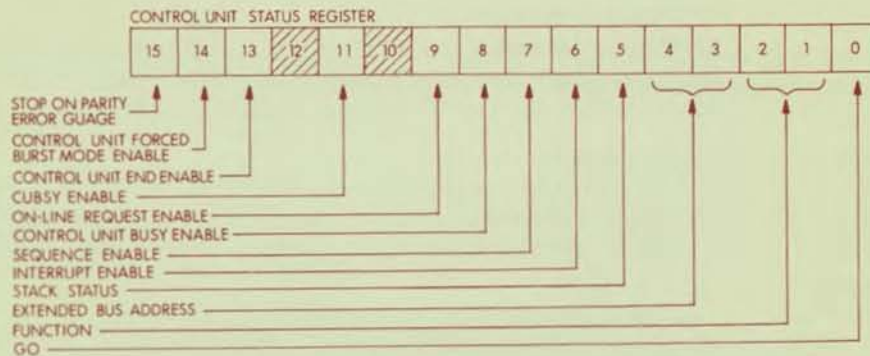 CONTROL UNIT STATUS REGISTER
15 14 13 12 11 10 9 8 7 6 5 4 3 2 1 0
STOP ON PARITY
ERROR GUAGE
CONTROL UNIT FORCED
BURST MODE ENABLE
CONTROL UNIT END ENABLE
CUBSY ENABLE
ON-LINE REQUEST ENABLE
CONTROL UNIT BUSY ENABLE
SEQUENCE ENABLE
INTERRUPT ENABLE
STACK STATUS
EXTENDED BUS ADDRESS
FUNCTION
GO